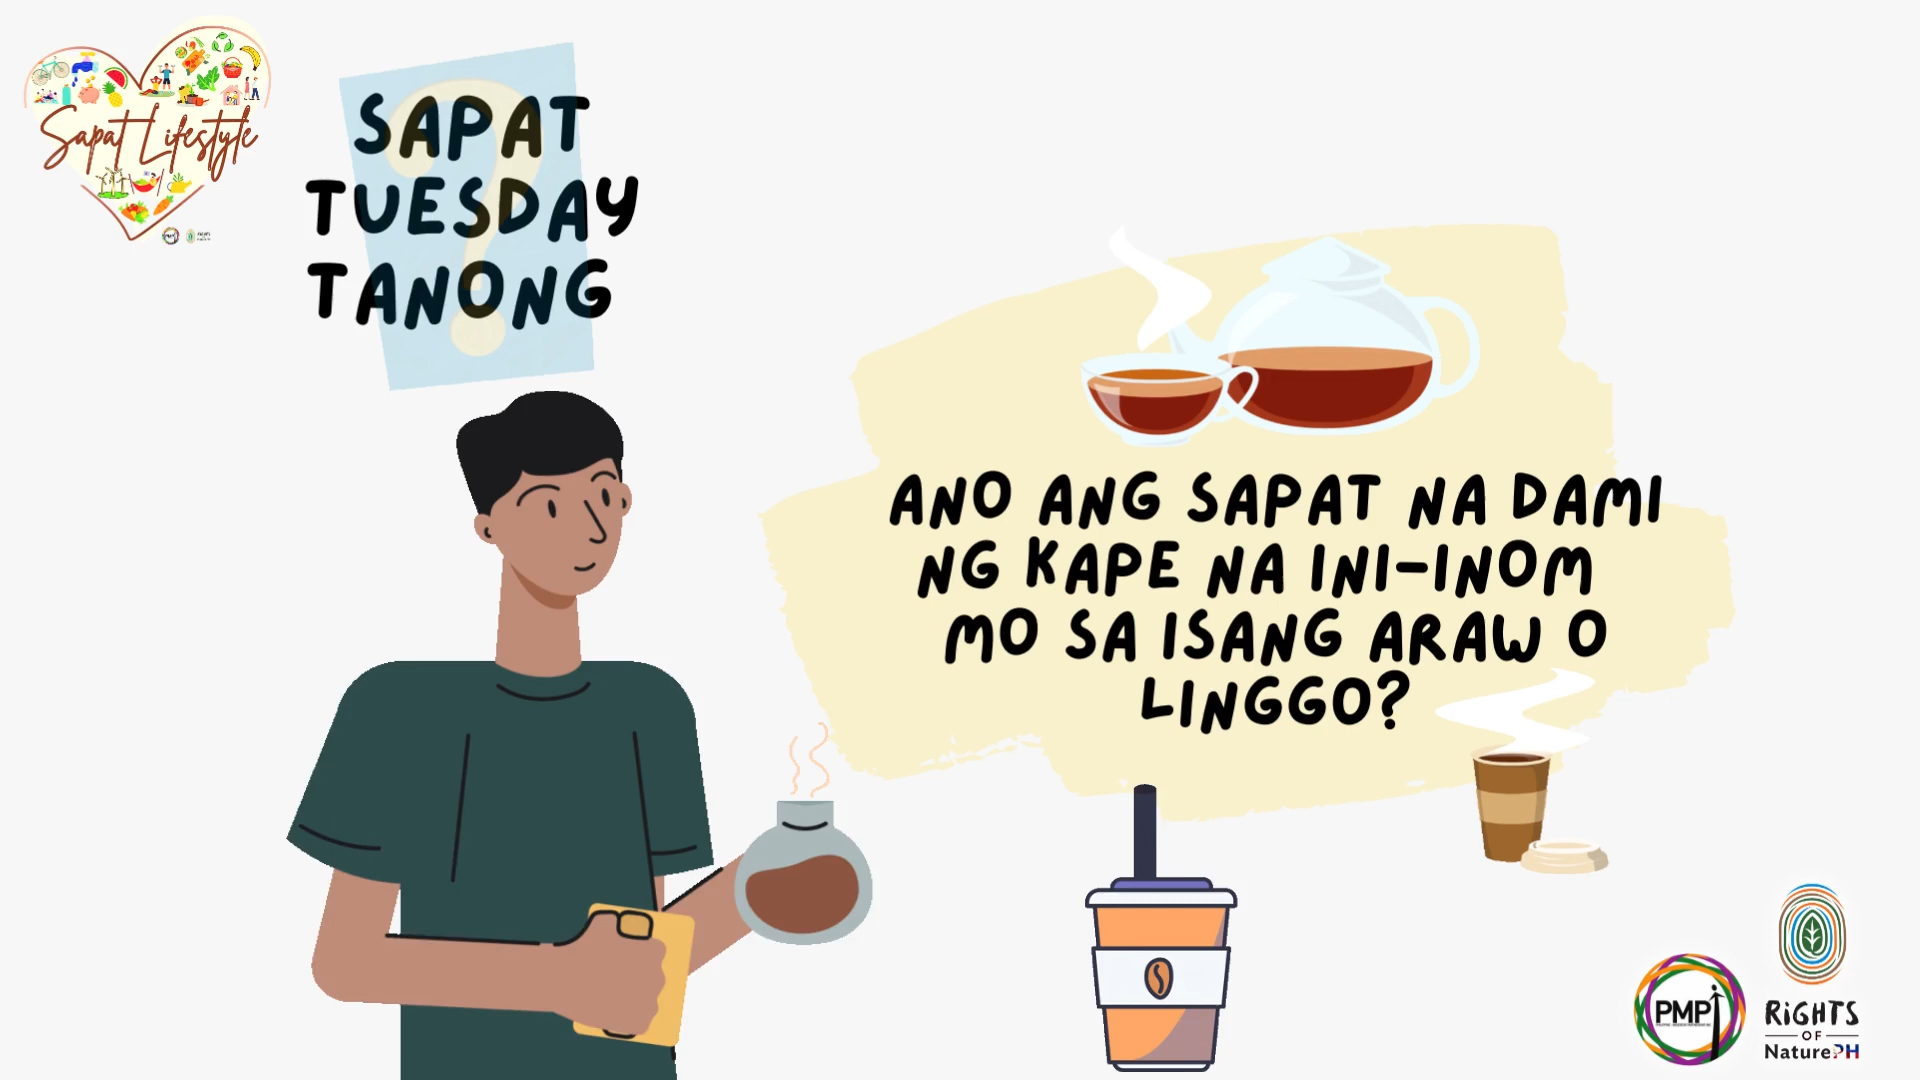 Sapat Lifestyle
SAPAT
TUESDAY
TANONG
ANO ANG SAPAT NA DAMI
NG KAPE NA INI-INOM
MO SA ISANG ARAW O
LINGGO?
PMPI
RIGHTS
OF
NaturePH